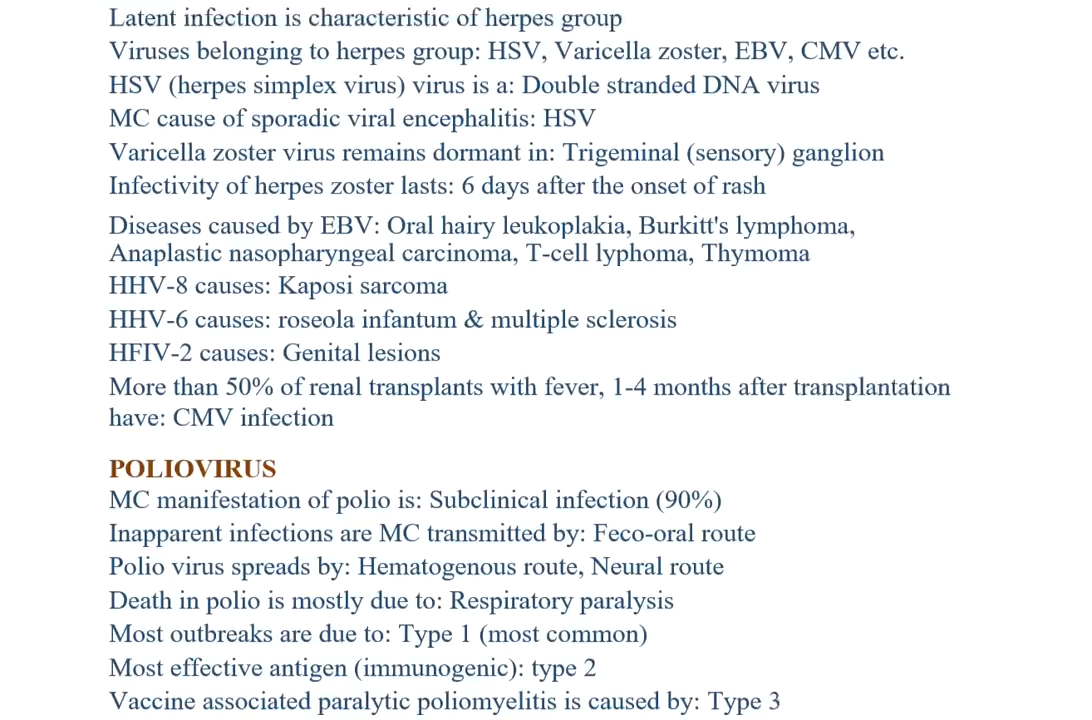 Latent infection is characteristic of herpes group
Viruses belonging to herpes group: HSV, Varicella zoster, EBV, CMV etc.
HSV (herpes simplex virus) virus is a: Double stranded DNA virus
MC cause of sporadic viral encephalitis: HSV
Varicella zoster virus remains dormant in: Trigeminal (sensory) ganglion
Infectivity of herpes zoster lasts: 6 days after the onset of rash
Diseases caused by EBV: Oral hairy leukoplakia, Burkitt's lymphoma,
Anaplastic nasopharyngeal carcinoma, T-cell lyphoma, Thymoma
HHV-8 causes: Kaposi sarcoma
HHV-6 causes: roseola infantum & multiple sclerosis
HFIV-2 causes: Genital lesions
More than 50% of renal transplants with fever, 1-4 months after transplantation
have: CMV infection
POLIOVIRUS
MC manifestation of polio is: Subclinical infection (90%)
Inapparent infections are MC transmitted by: Feco-oral route
Polio virus spreads by: Hematogenous route, Neural route
Death in polio is mostly due to: Respiratory paralysis
Most outbreaks are due to: Type 1 (most common)
Most effective antigen (immunogenic): type 2
Vaccine associated paralytic poliomyelitis is caused by: Type 3